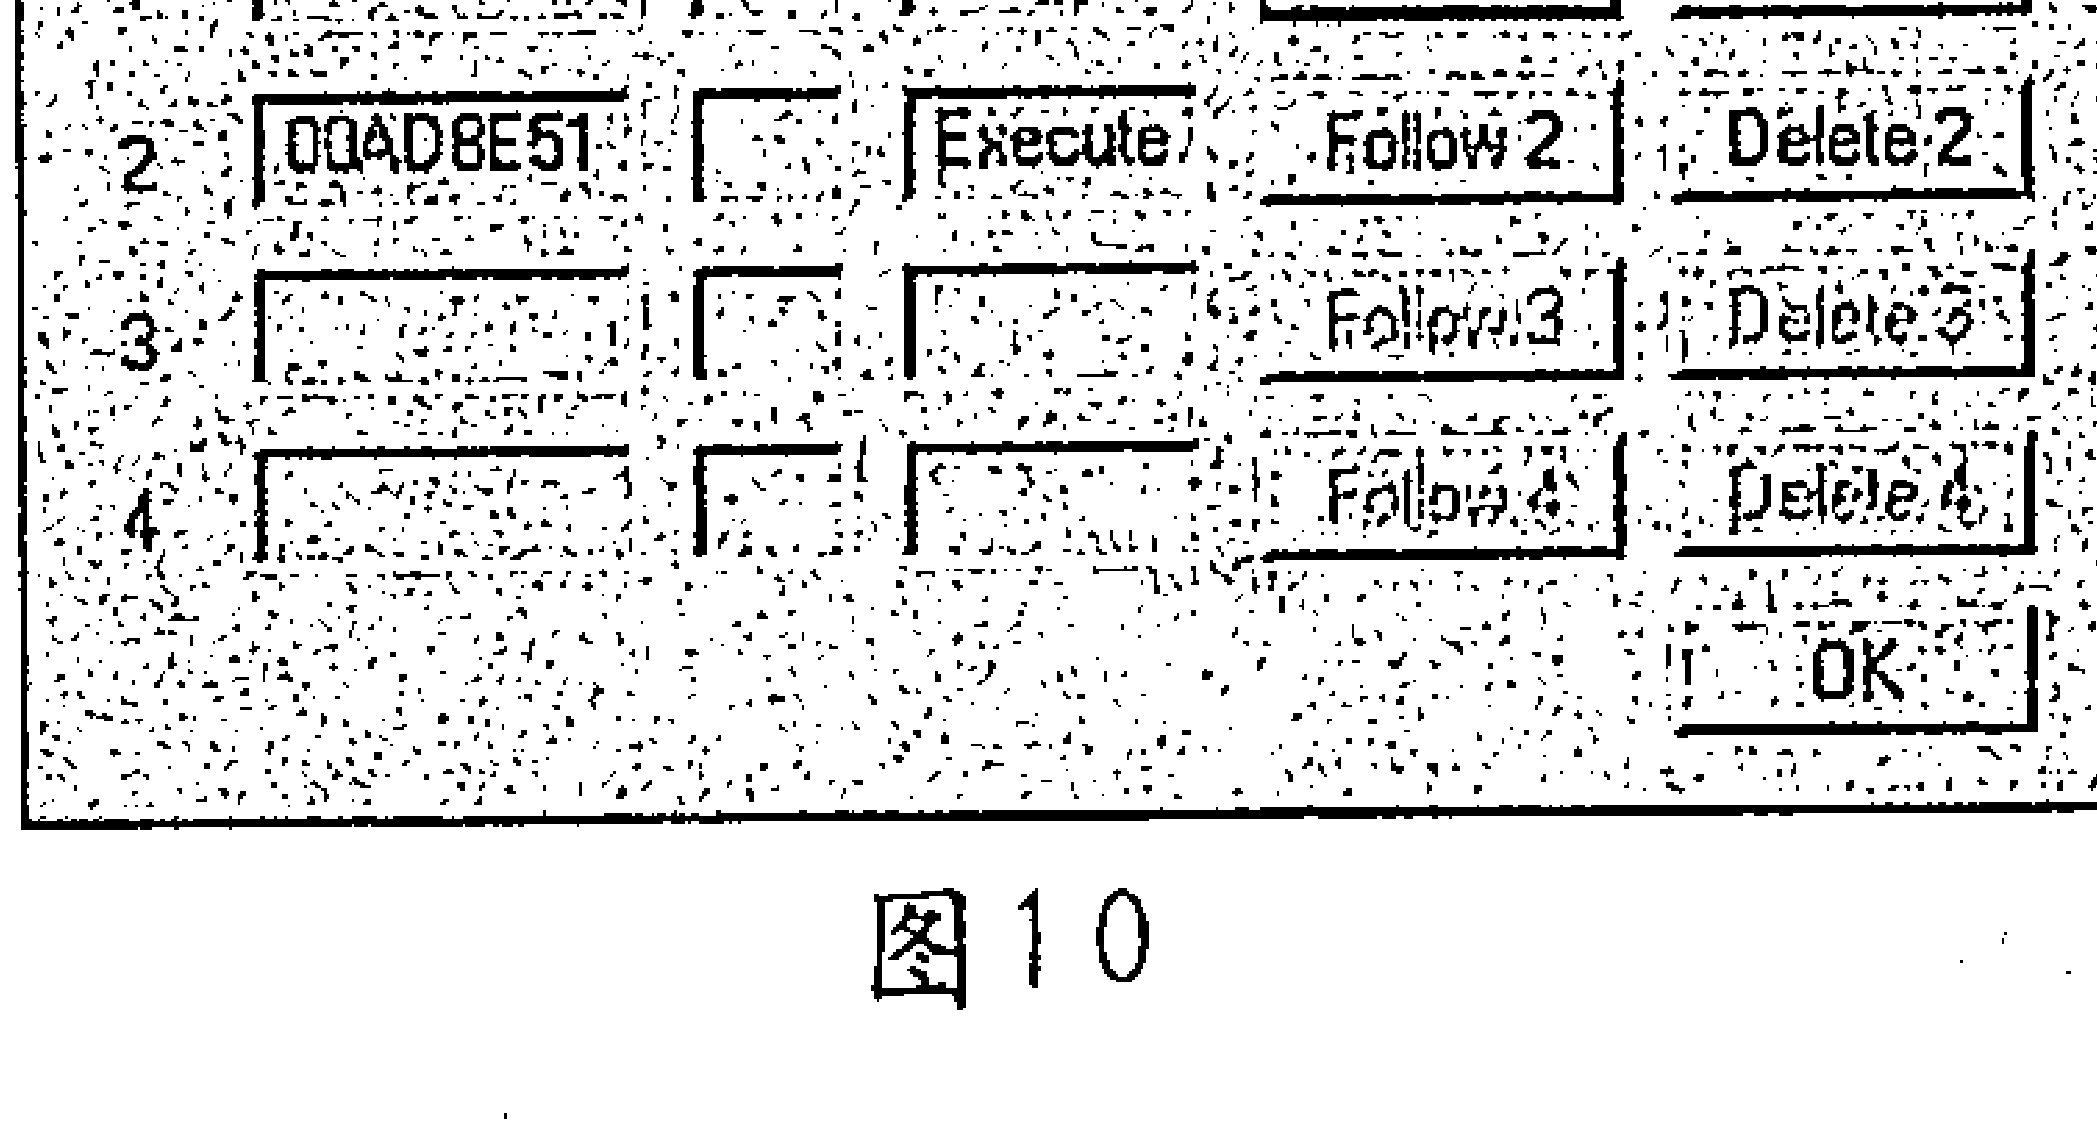 2 00AD8E51 Execute Follow 2 Delete 2
3 Follow 3 Delete 3
4 Follow 4 Delete 4
OK
图10